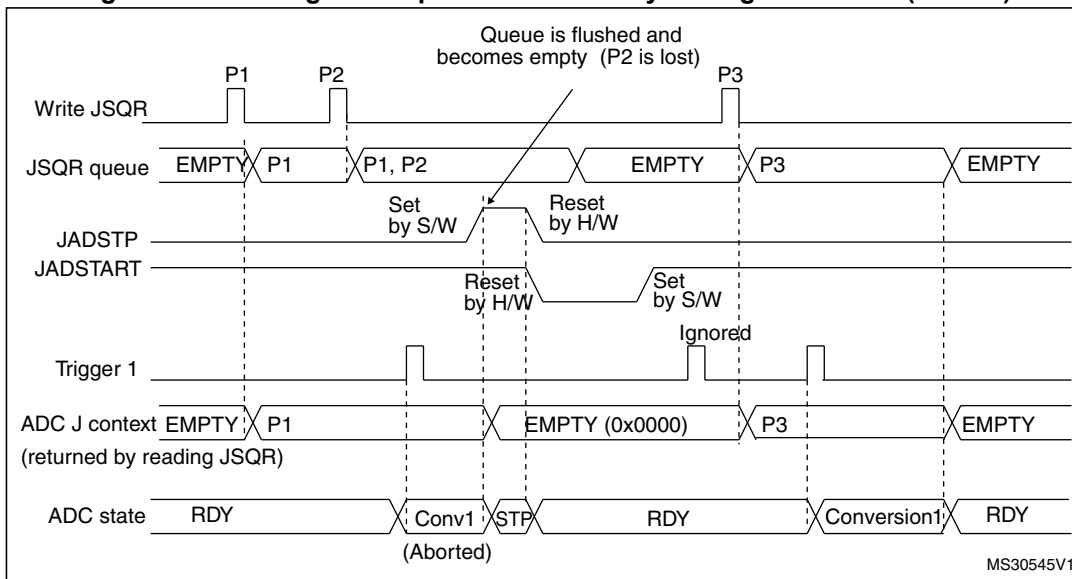 Queue is flushed and
becomes empty (P2 is lost)
P1
P2
P3
Write JSQR
JSQR queue
EMPTY
P1
P1, P2
EMPTY
P3
EMPTY
Set
by S/W
Reset
by H/W
JADSTP
JADSTART
Reset
by H/W
Set
by S/W
Ignored
Trigger 1
ADC J context
(returned by reading JSQR)
EMPTY
P1
EMPTY (0x0000)
P3
EMPTY
ADC state
RDY
Conv1
STP
RDY
Conversion1
RDY
(Aborted)
MS30545V1